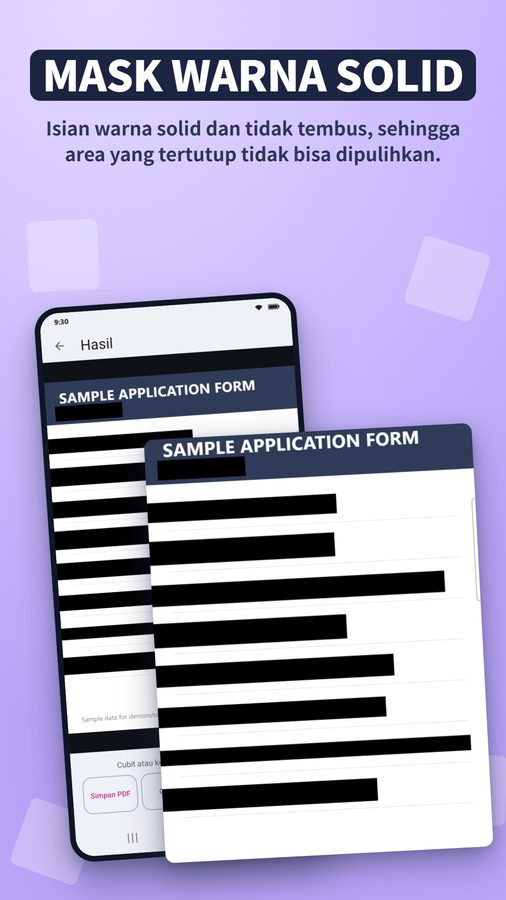 MASK WARNA SOLID
Isian warna solid dan tidak tembus, sehingga
area yang tertutup tidak bisa dipulihkan.
9:30
Hasil
SAMPLE APPLICATION FORM
SAMPLE APPLICATION FORM
Sample data for demonstra
Cubit atau k
Simpan PDF